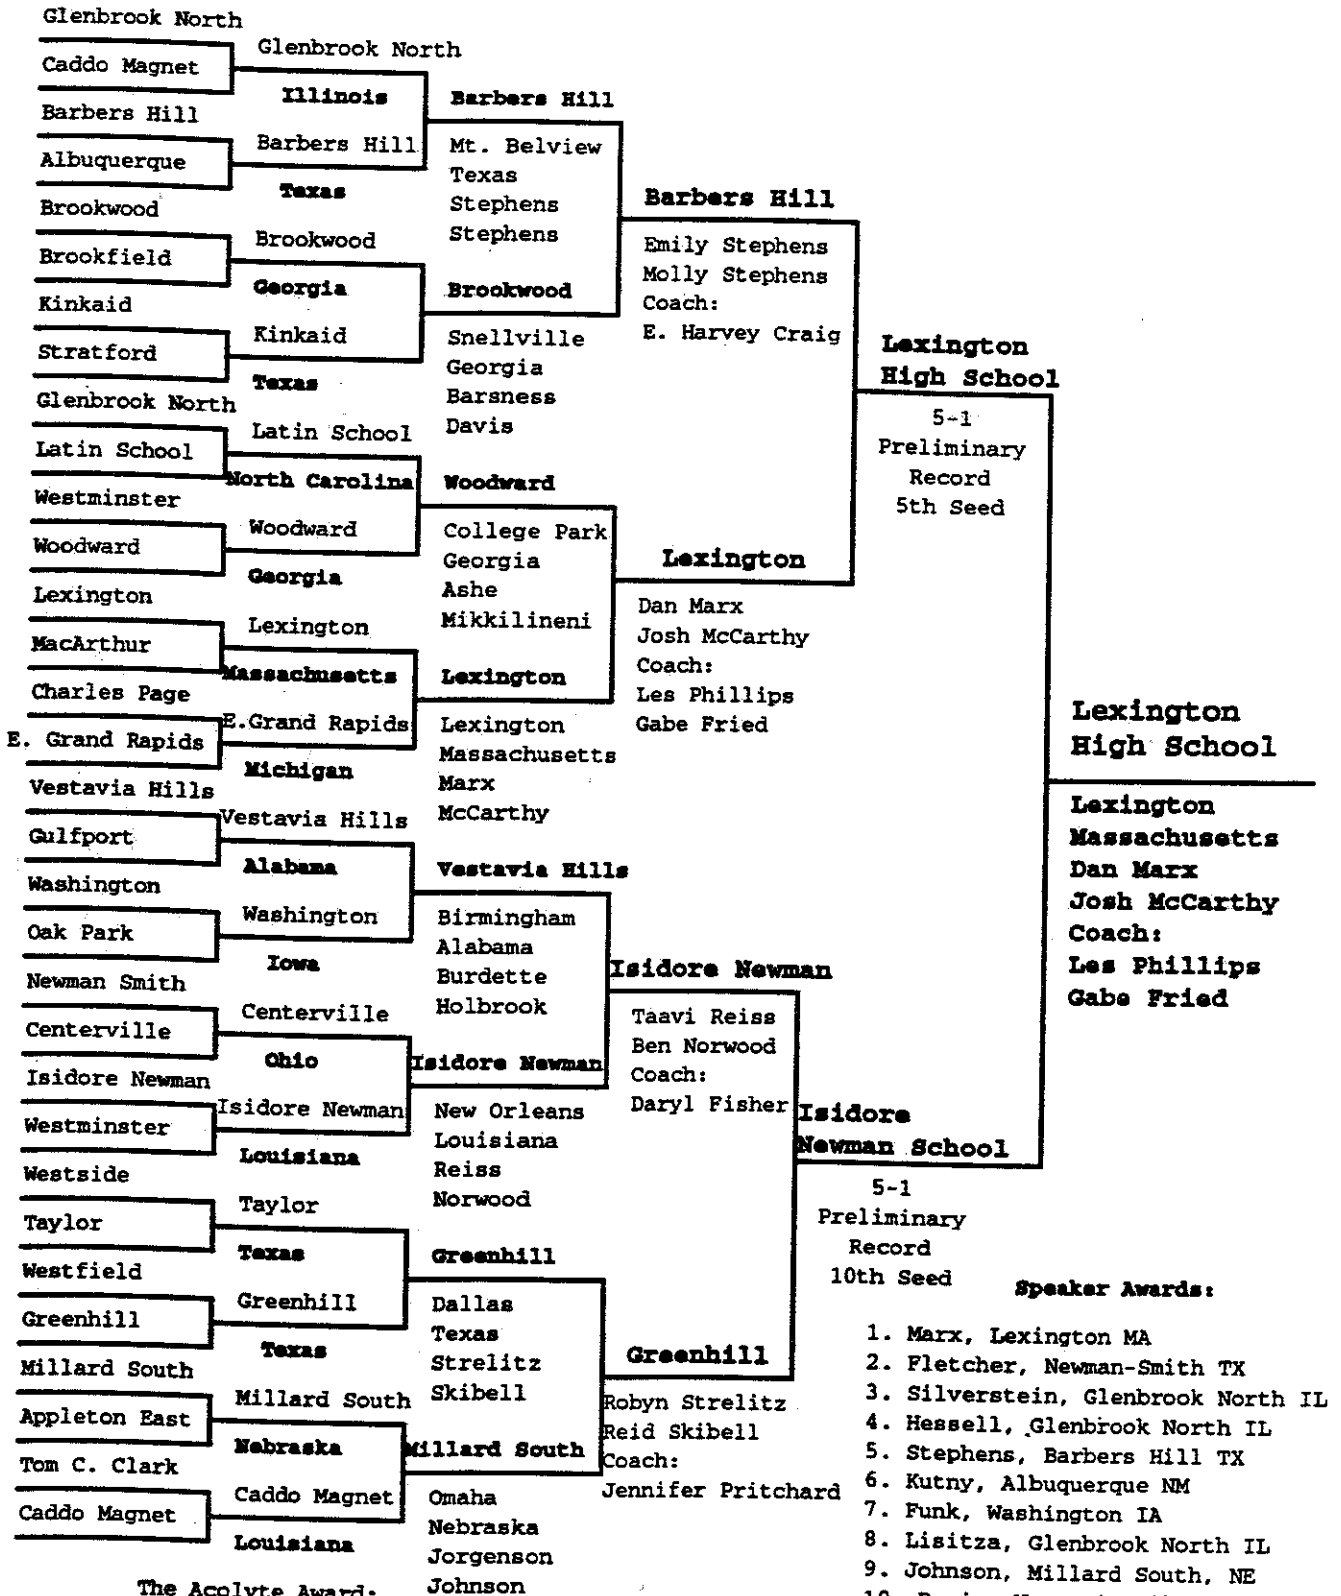 Glenbrook North
Caddo Magnet
Barbers Hill
Albuquerque
Brookwood
Brookfield
Kinkaid
Stratford
Glenbrook North
Latin School
Westminster
Woodward
Lexington
MacArthur
Charles Page
E. Grand Rapids
Vestavia Hills
Gulfport
Washington
Oak Park
Newman Smith
Centerville
Isidore Newman
Westminster
Westside
Taylor
Westfield
Greenhill
Millard South
Appleton East
Tom C. Clark
Caddo Magnet
Glenbrook North
Illinois
Barbers Hill
Texas
Brookwood
Georgia
Kinkaid
Texas
Latin School
North Carolina
Woodward
Georgia
Lexington
Massachusetts
E.Grand Rapids
Michigan
Vestavia Hills
Alabama
Washington
Iowa
Centerville
Ohio
Isidore Newman
Louisiana
Taylor
Texas
Greenhill
Texas
Millard South
Nebraska
Caddo Magnet
Louisiana
Barbers Hill
Mt. Belview
Texas
Stephens
Stephens
Brookwood
Snellville
Georgia
Barsness
Davis
Woodward
College Park
Georgia
Ashe
Mikkilineni
Lexington
Lexington
Massachusetts
Marx
McCarthy
Vestavia Hills
Birmingham
Alabama
Burdette
Holbrook
Isidore Newman
New Orleans
Louisiana
Reiss
Norwood
Greenhill
Dallas
Texas
Strelitz
Skibell
Millard South
Omaha
Nebraska
Jorgenson
Johnson
Barbers Hill
Emily Stephens
Molly Stephens
Coach:
E. Harvey Craig
Lexington
Dan Marx
Josh McCarthy
Coach:
Les Phillips
Gabe Fried
Isidore Newman
Taavi Reiss
Ben Norwood
Coach:
Daryl Fisher
Greenhill
Robyn Strelitz
Reid Skibell
Coach:
Jennifer Pritchard
Lexington
High School
5-1
Preliminary
Record
5th Seed
Isidore
Newman School
5-1
Preliminary
Record
10th Seed
Lexington
High School
Lexington
Massachusetts
Dan Marx
Josh McCarthy
Coach:
Les Phillips
Gabe Fried
Speaker Awards:
1. Marx, Lexington MA
2. Fletcher, Newman-Smith TX
3. Silverstein, Glenbrook North IL
4. Hessell, Glenbrook North IL
5. Stephens, Barbers Hill TX
6. Kutny, Albuquerque NM
7. Funk, Washington IA
8. Lisitza, Glenbrook North IL
9. Johnson, Millard South, NE
The Acolyte Award: